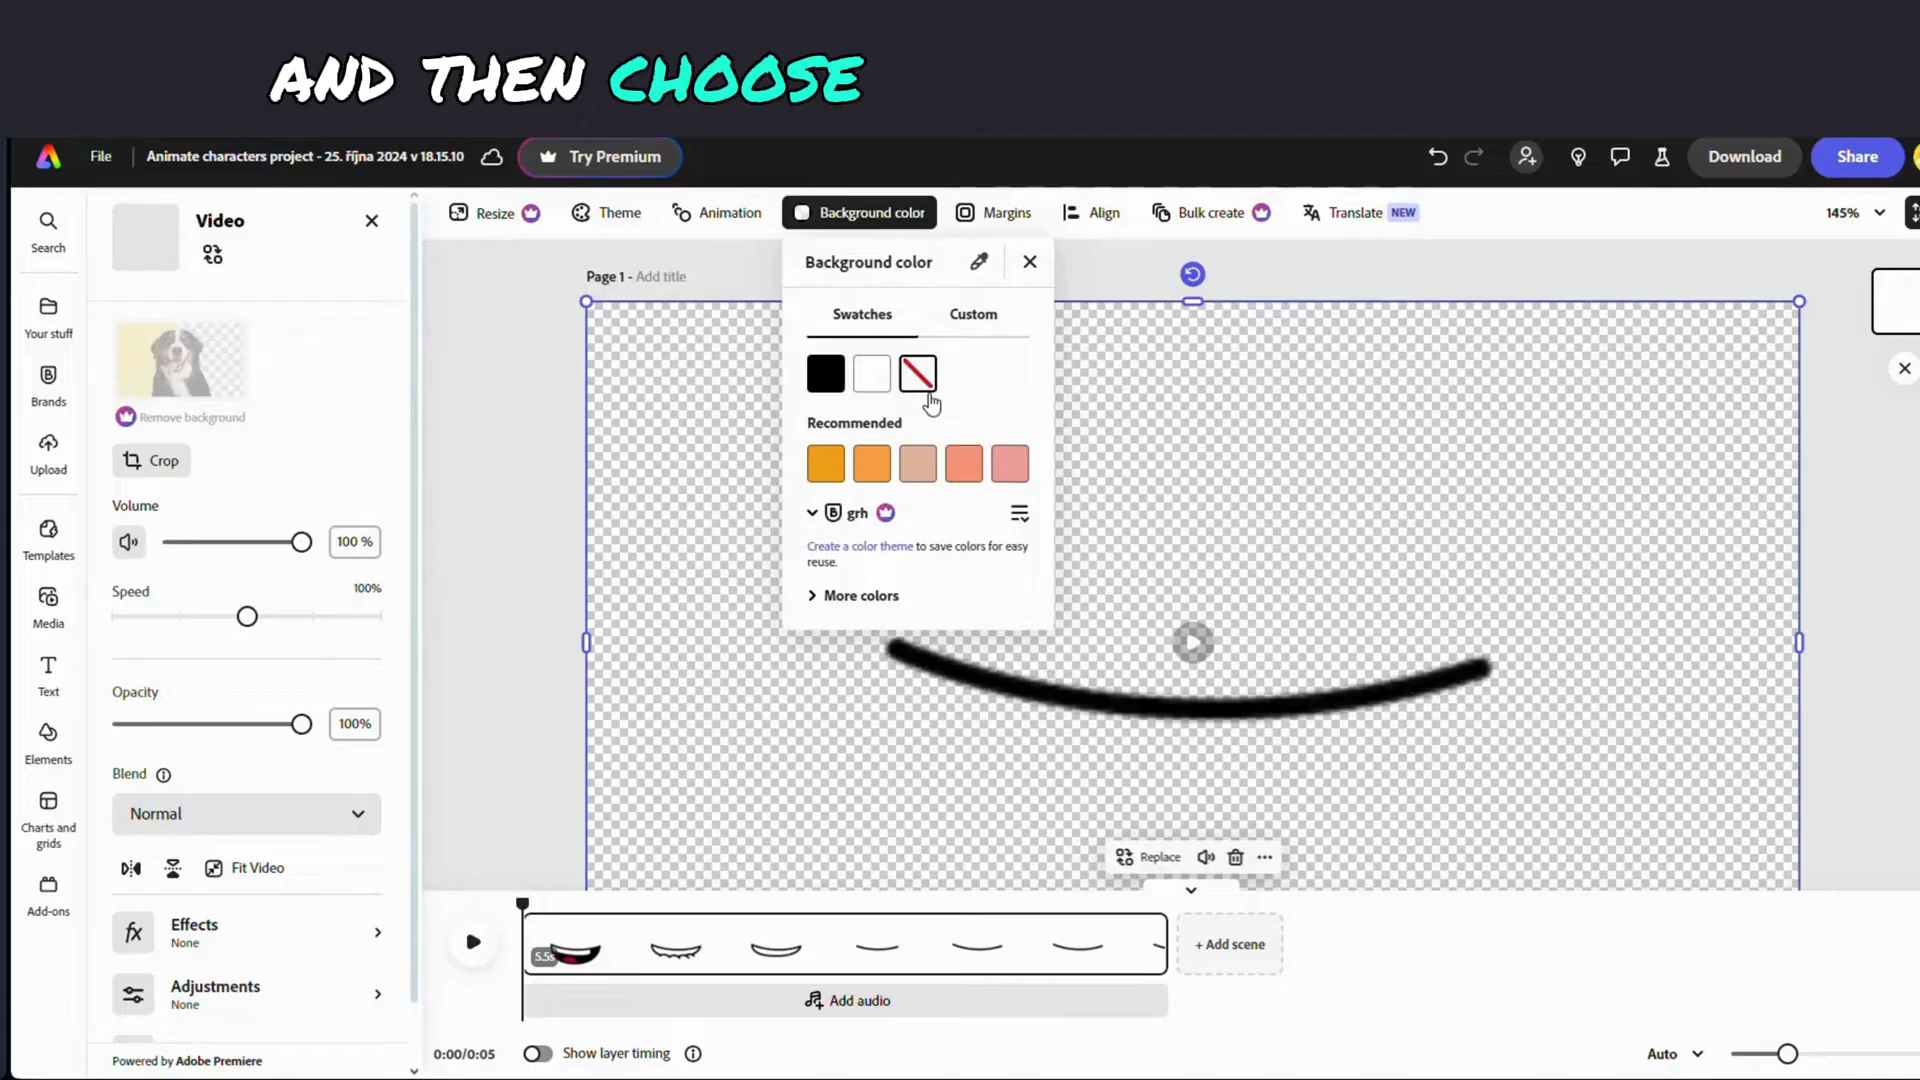 AND THEN CHOOSE
File
Animate characters project - 25. října 2024 v 18.15.10
Try Premium
Download
Share
Search
Your stuff
Brands
Upload
Templates
Media
Text
Elements
Charts and
grids
Add-ons
Video
Remove background
Crop
Volume
100 %
Speed
100%
Opacity
100%
Blend
Normal
Fit Video
Effects
None
Adjustments
None
Powered by Adobe Premiere
Resize
Theme
Animation
Background color
Margins
Align
Bulk create
Translate NEW
145%
Page 1 - Add title
Background color
Swatches
Custom
Recommended
B grh
Create a color theme to save colors for easy
reuse.
More colors
Replace
5.5s
+ Add scene
Add audio
0:00/0:05
Show layer timing
Auto